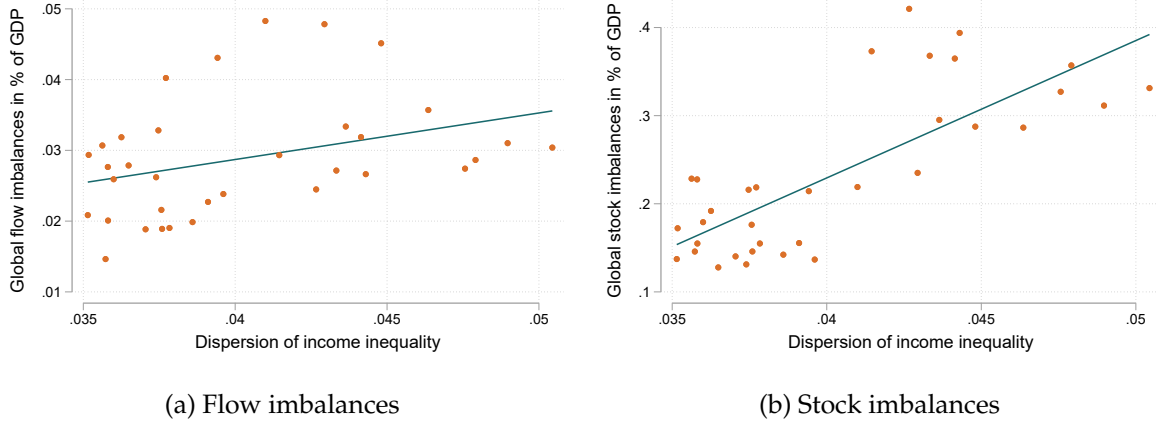 Global flow imbalances in % of GDP
.05
.04
.03
.02
.01
.035
.04
.045
.05
Dispersion of income inequality
(a) Flow imbalances
Global stock imbalances in % of GDP
.4
.3
.2
.1
.035
.04
.045
.05
Dispersion of income inequality
(b) Stock imbalances